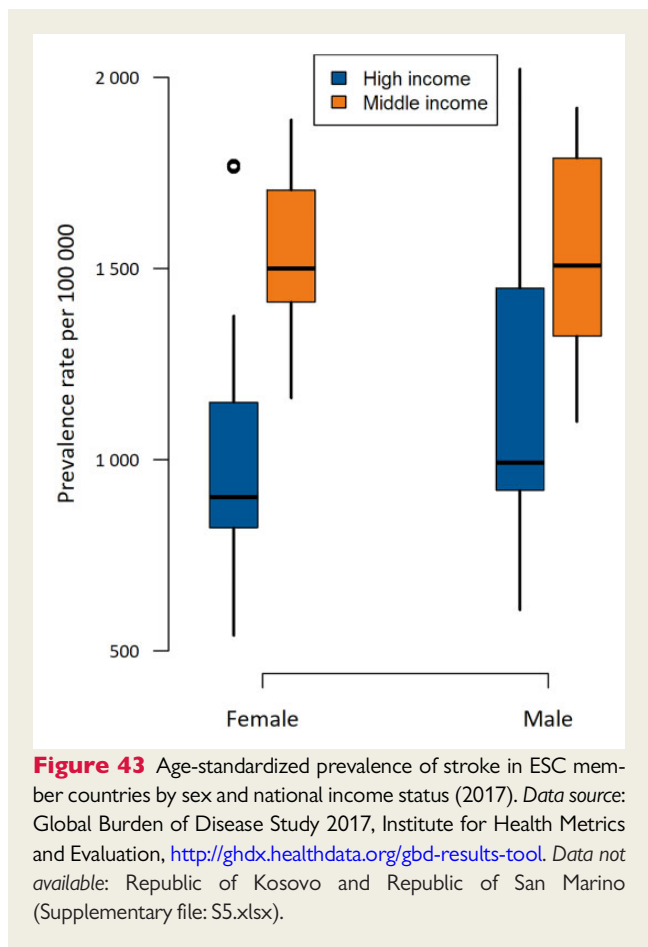 High income
Middle income
Prevalence rate per 100 000
2 000
1 500
1 000
500
Female
Male
Figure 43 Age-standardized prevalence of stroke in ESC mem-
ber countries by sex and national income status (2017). Data source:
Global Burden of Disease Study 2017, Institute for Health Metrics
and Evaluation, http://ghdx.healthdata.org/gbd-results-tool. Data not
available: Republic of Kosovo and Republic of San Marino
(Supplementary file: S5.xlsx).